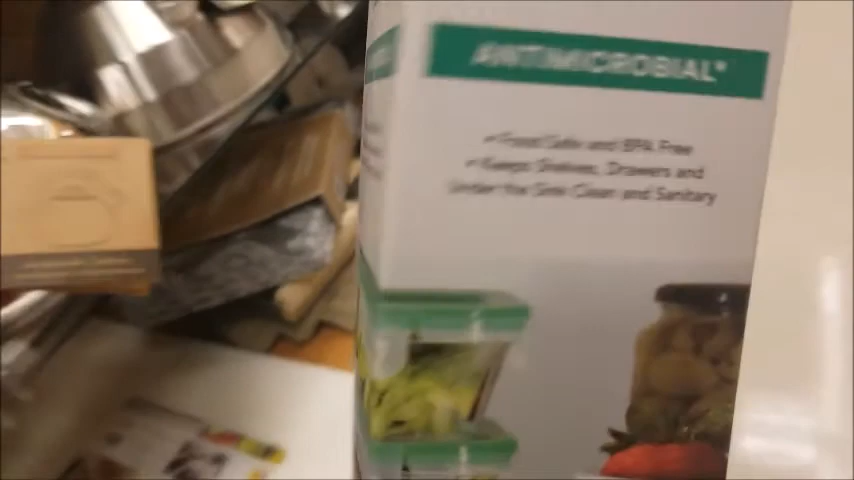 ANTIMICROBIAL*
✓ Food Safe and BPA Free
✓ Keeps Shelves, Drawers and
Under the Sink Clean and Sanitary